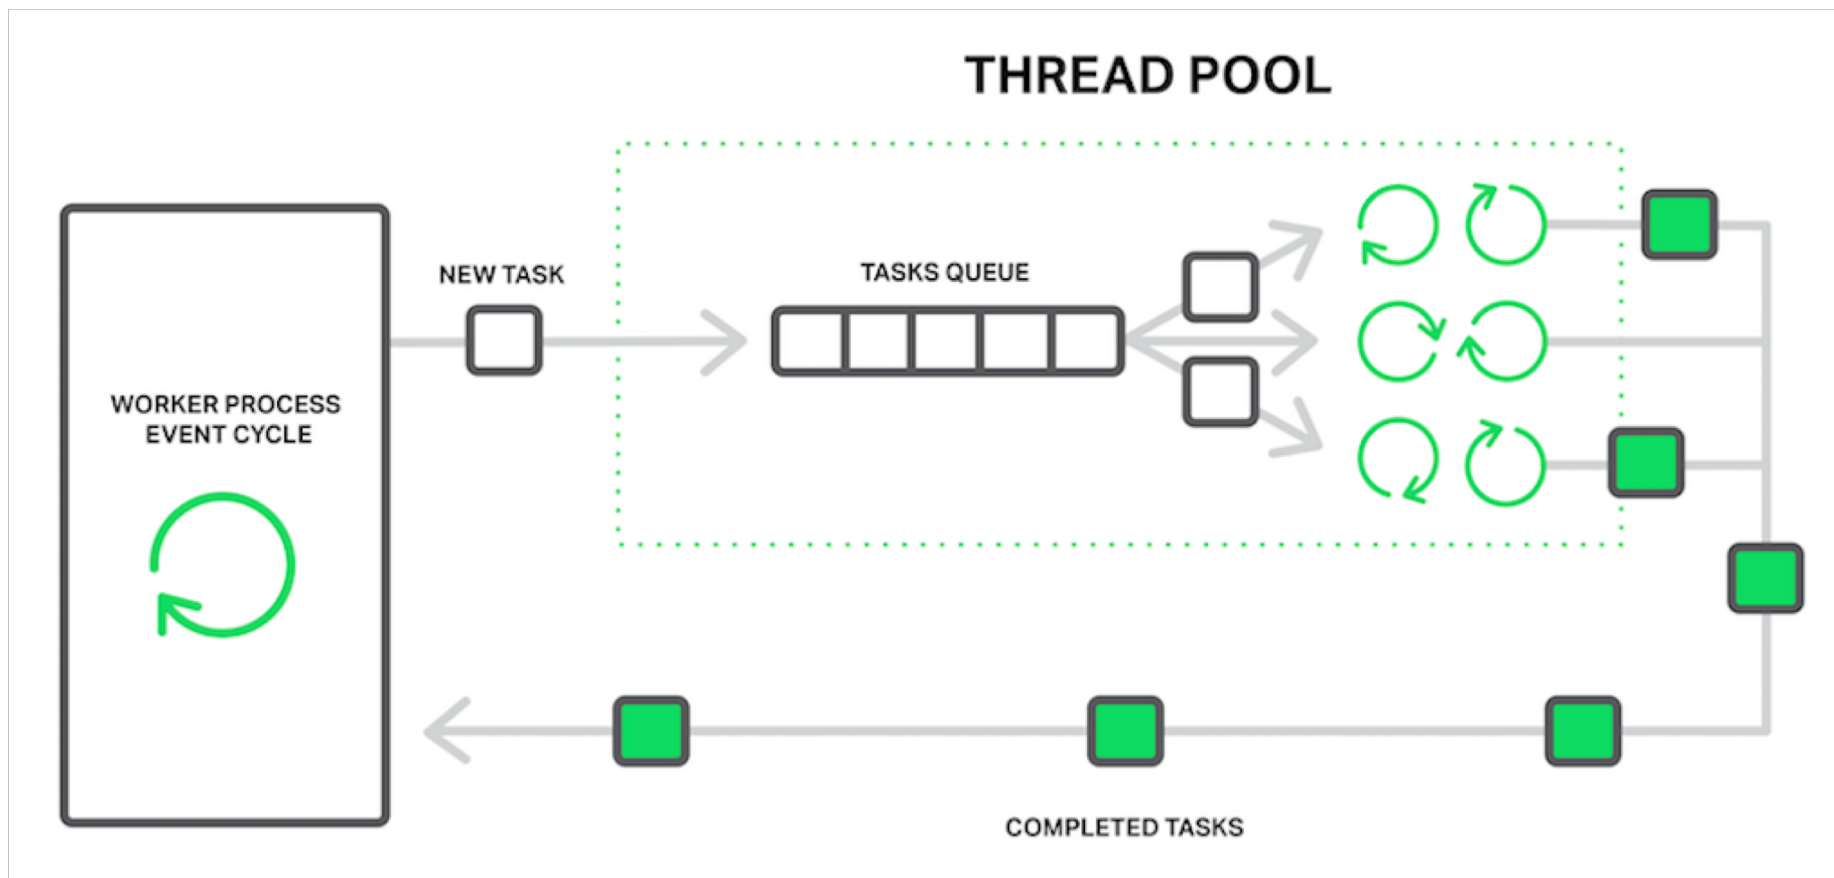 THREAD POOL
NEW TASK
TASKS QUEUE
WORKER PROCESS
EVENT CYCLE
COMPLETED TASKS